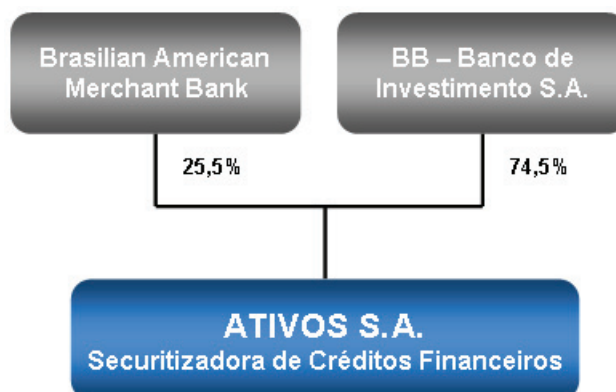 Brasilian American
Merchant Bank
BB – Banco de
Investimento S.A.
25,5%
74,5%
ATIVOS S.A.
Securitizadora de Créditos Financeiros